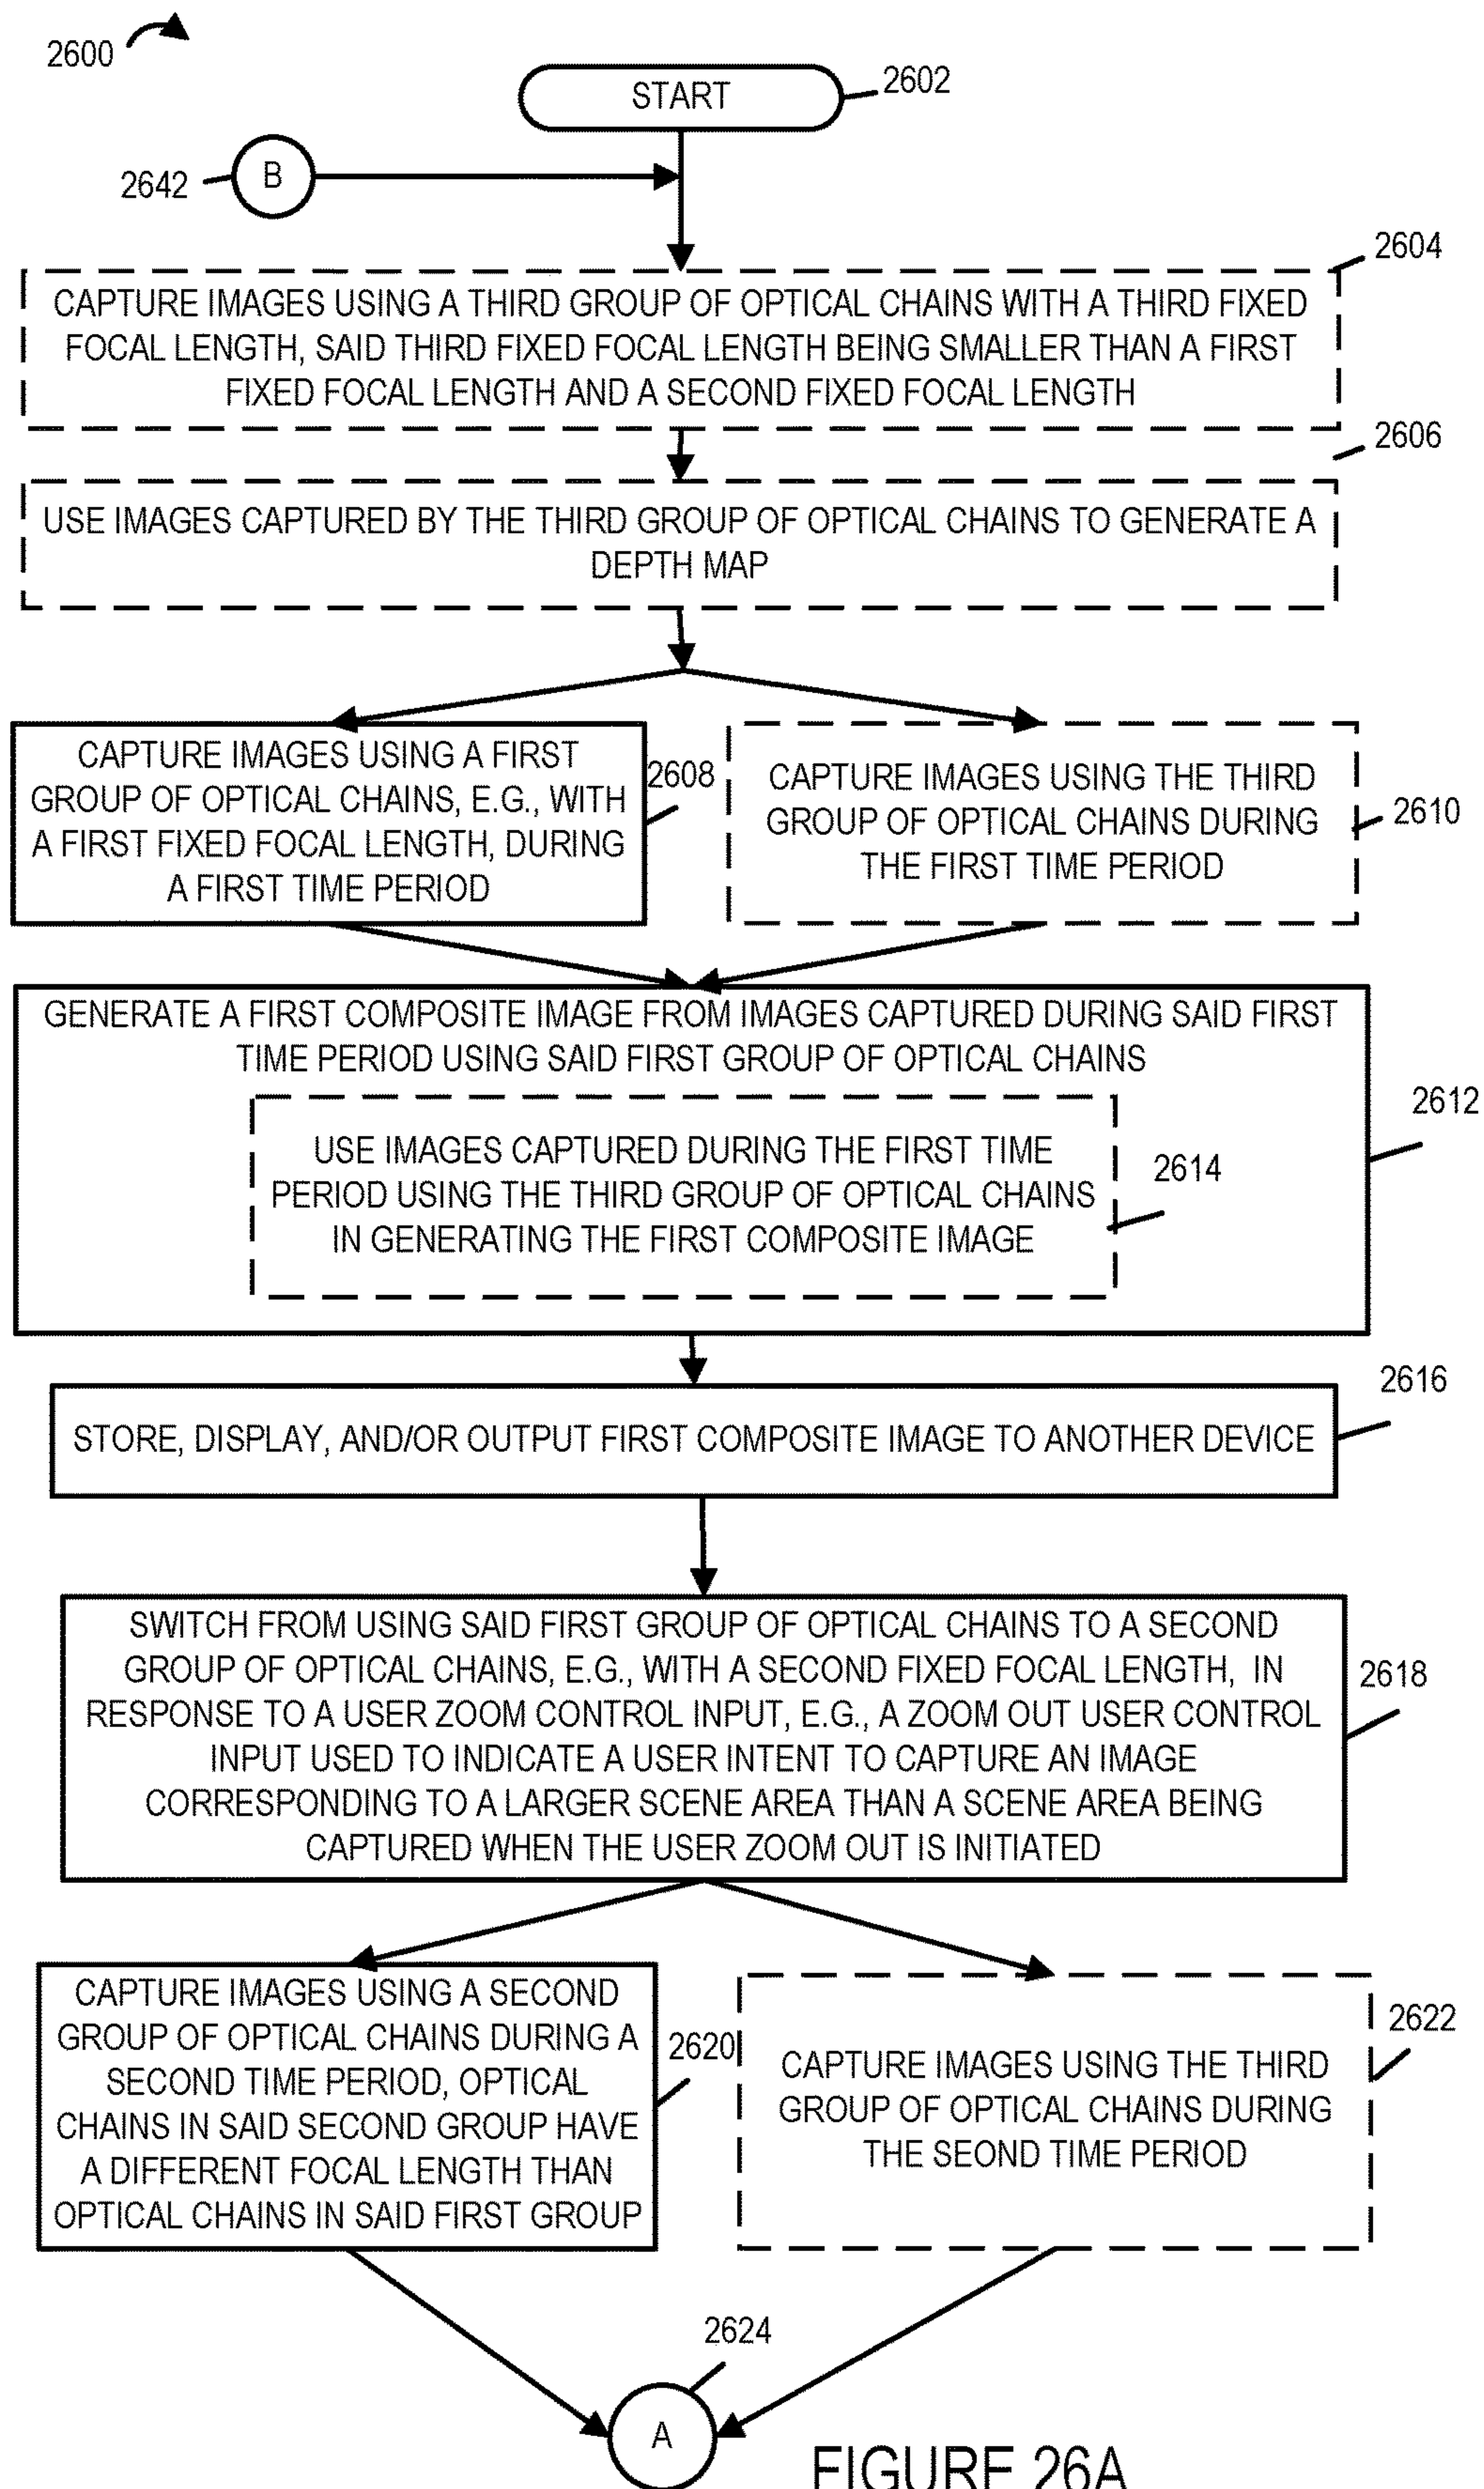 2600
START
2602
2642
B
2604
CAPTURE IMAGES USING A THIRD GROUP OF OPTICAL CHAINS WITH A THIRD FIXED
FOCAL LENGTH, SAID THIRD FIXED FOCAL LENGTH BEING SMALLER THAN A FIRST
FIXED FOCAL LENGTH AND A SECOND FIXED FOCAL LENGTH
2606
USE IMAGES CAPTURED BY THE THIRD GROUP OF OPTICAL CHAINS TO GENERATE A
DEPTH MAP
CAPTURE IMAGES USING A FIRST
GROUP OF OPTICAL CHAINS, E.G., WITH
A FIRST FIXED FOCAL LENGTH, DURING
A FIRST TIME PERIOD
2608
CAPTURE IMAGES USING THE THIRD
GROUP OF OPTICAL CHAINS DURING
THE FIRST TIME PERIOD
2610
GENERATE A FIRST COMPOSITE IMAGE FROM IMAGES CAPTURED DURING SAID FIRST
TIME PERIOD USING SAID FIRST GROUP OF OPTICAL CHAINS
2612
USE IMAGES CAPTURED DURING THE FIRST TIME
PERIOD USING THE THIRD GROUP OF OPTICAL CHAINS
IN GENERATING THE FIRST COMPOSITE IMAGE
2614
2616
STORE, DISPLAY, AND/OR OUTPUT FIRST COMPOSITE IMAGE TO ANOTHER DEVICE
SWITCH FROM USING SAID FIRST GROUP OF OPTICAL CHAINS TO A SECOND
GROUP OF OPTICAL CHAINS, E.G., WITH A SECOND FIXED FOCAL LENGTH, IN
RESPONSE TO A USER ZOOM CONTROL INPUT, E.G., A ZOOM OUT USER CONTROL
INPUT USED TO INDICATE A USER INTENT TO CAPTURE AN IMAGE
CORRESPONDING TO A LARGER SCENE AREA THAN A SCENE AREA BEING
CAPTURED WHEN THE USER ZOOM OUT IS INITIATED
2618
CAPTURE IMAGES USING A SECOND
GROUP OF OPTICAL CHAINS DURING A
SECOND TIME PERIOD, OPTICAL
CHAINS IN SAID SECOND GROUP HAVE
A DIFFERENT FOCAL LENGTH THAN
OPTICAL CHAINS IN SAID FIRST GROUP
2620
CAPTURE IMAGES USING THE THIRD
GROUP OF OPTICAL CHAINS DURING
THE SEOND TIME PERIOD
2622
2624
A
FIGURE 26A